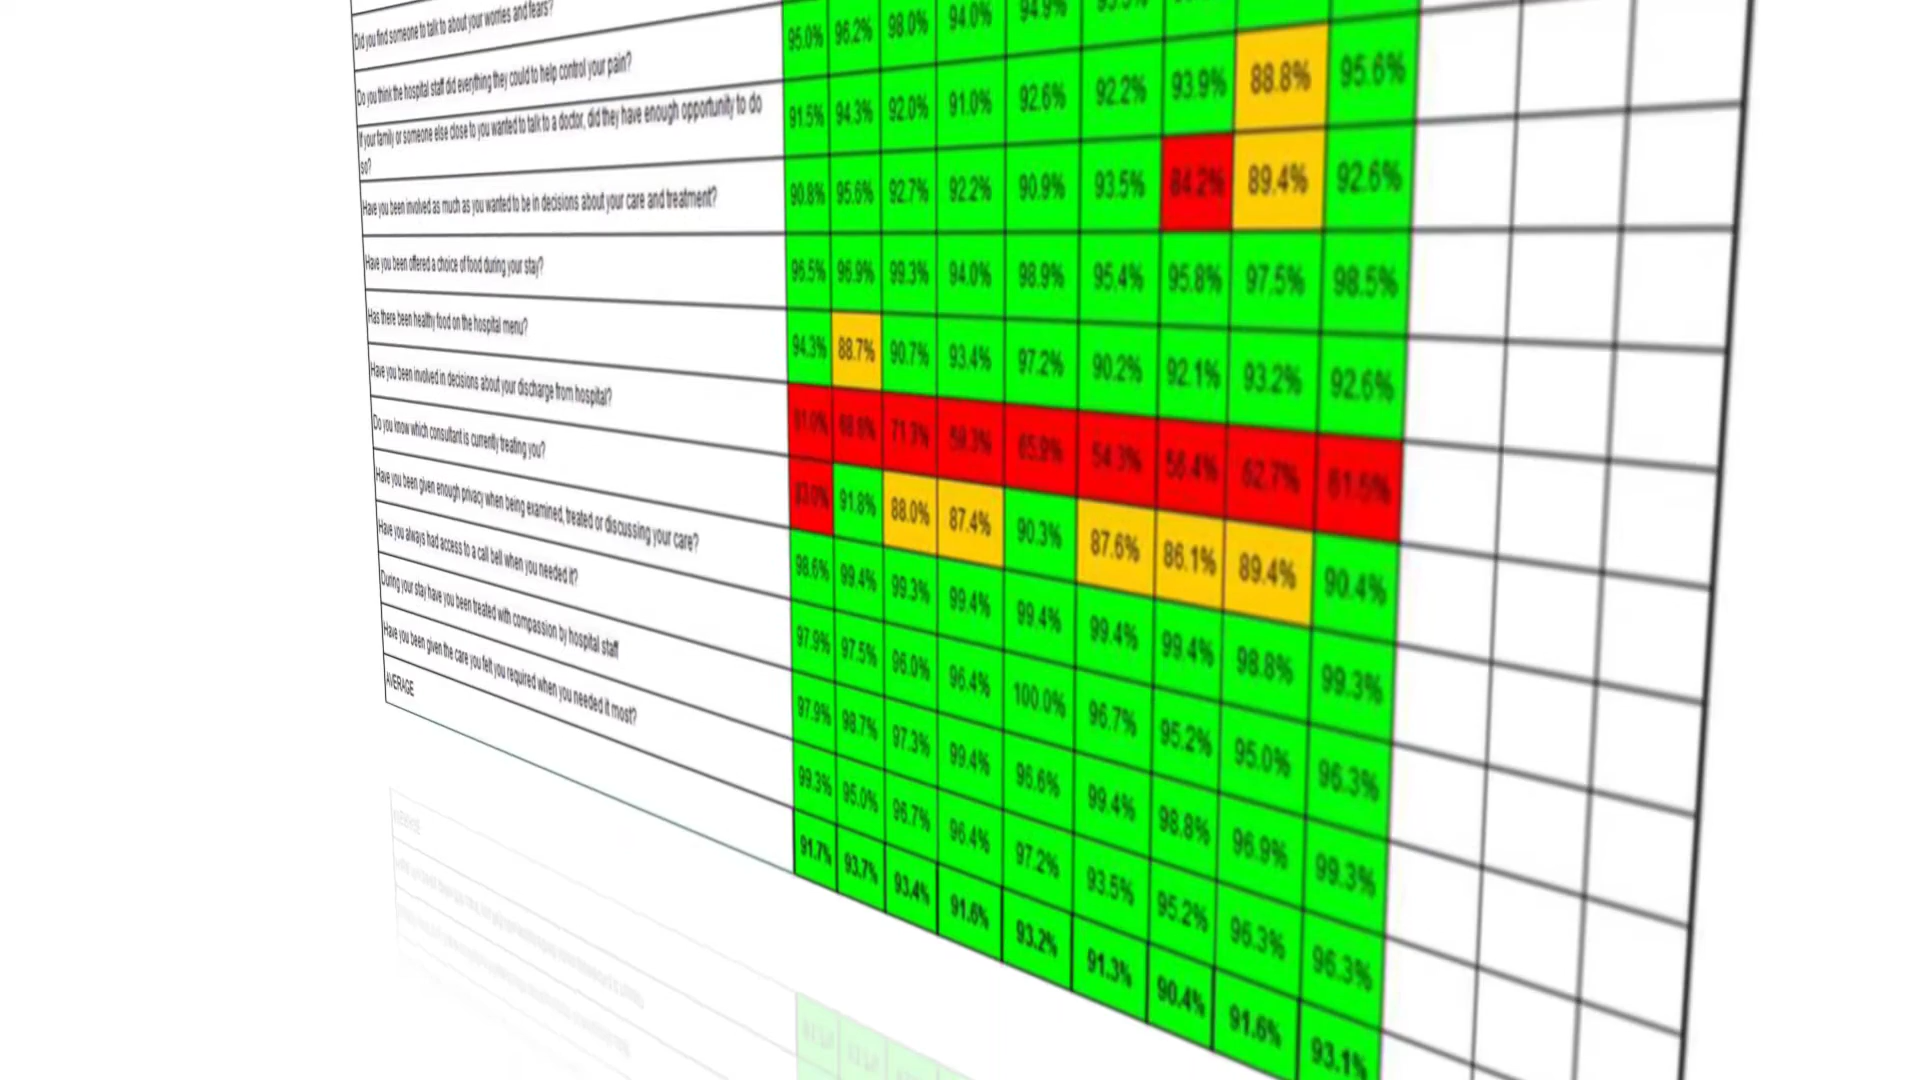 Did you find someone to talk to about your worries and fears?
95.0% 96.2% 98.0% 94.0% 94.9%
Do you think the hospital staff did everything they could to help control your pain?
91.5% 94.3% 92.0% 91.0% 92.6% 92.2% 93.9% 88.8% 95.6%
If your family or someone else close to you wanted to talk to a doctor, did they have enough opportunity to do
so?
90.8% 95.6% 92.7% 92.2% 90.9% 93.5% 84.2% 89.4% 92.6%
Have you been involved as much as you wanted to be in decisions about your care and treatment?
96.5% 96.9% 99.3% 94.0% 98.9% 95.4% 95.8% 97.5% 98.5%
Have you been offered a choice of food during your stay?
94.3% 88.7% 90.7% 93.4% 97.2% 90.2% 92.1% 93.2% 92.6%
Has there been healthy food on the hospital menu?
61.0% 68.8% 71.3% 59.3% 65.9% 54.3% 56.4% 62.7% 61.5%
Have you been involved in decisions about your discharge from hospital?
91.8% 88.0% 87.4% 90.3% 87.6% 86.1% 89.4% 90.4%
Do you know which consultant is currently treating you?
98.6% 99.4% 99.3% 99.4% 99.4% 99.4% 99.4% 98.8% 99.3%
Have you been given enough privacy when being examined, treated or discussing your care?
97.9% 97.5% 96.0% 96.4% 100.0% 96.7% 95.2% 95.0% 96.3%
Have you always had access to a call bell when you needed it?
97.9% 98.7% 97.3% 99.4% 96.6% 99.4% 98.8% 96.9% 99.3%
During your stay have you been treated with compassion by hospital staff
99.3% 95.0% 96.7% 96.4% 97.2% 93.5% 95.2% 96.3% 96.3%
Have you been given the care you felt you required when you needed it most?
91.7% 93.7% 93.4% 91.6% 93.2% 91.3% 90.4% 91.6% 93.1%
AVERAGE